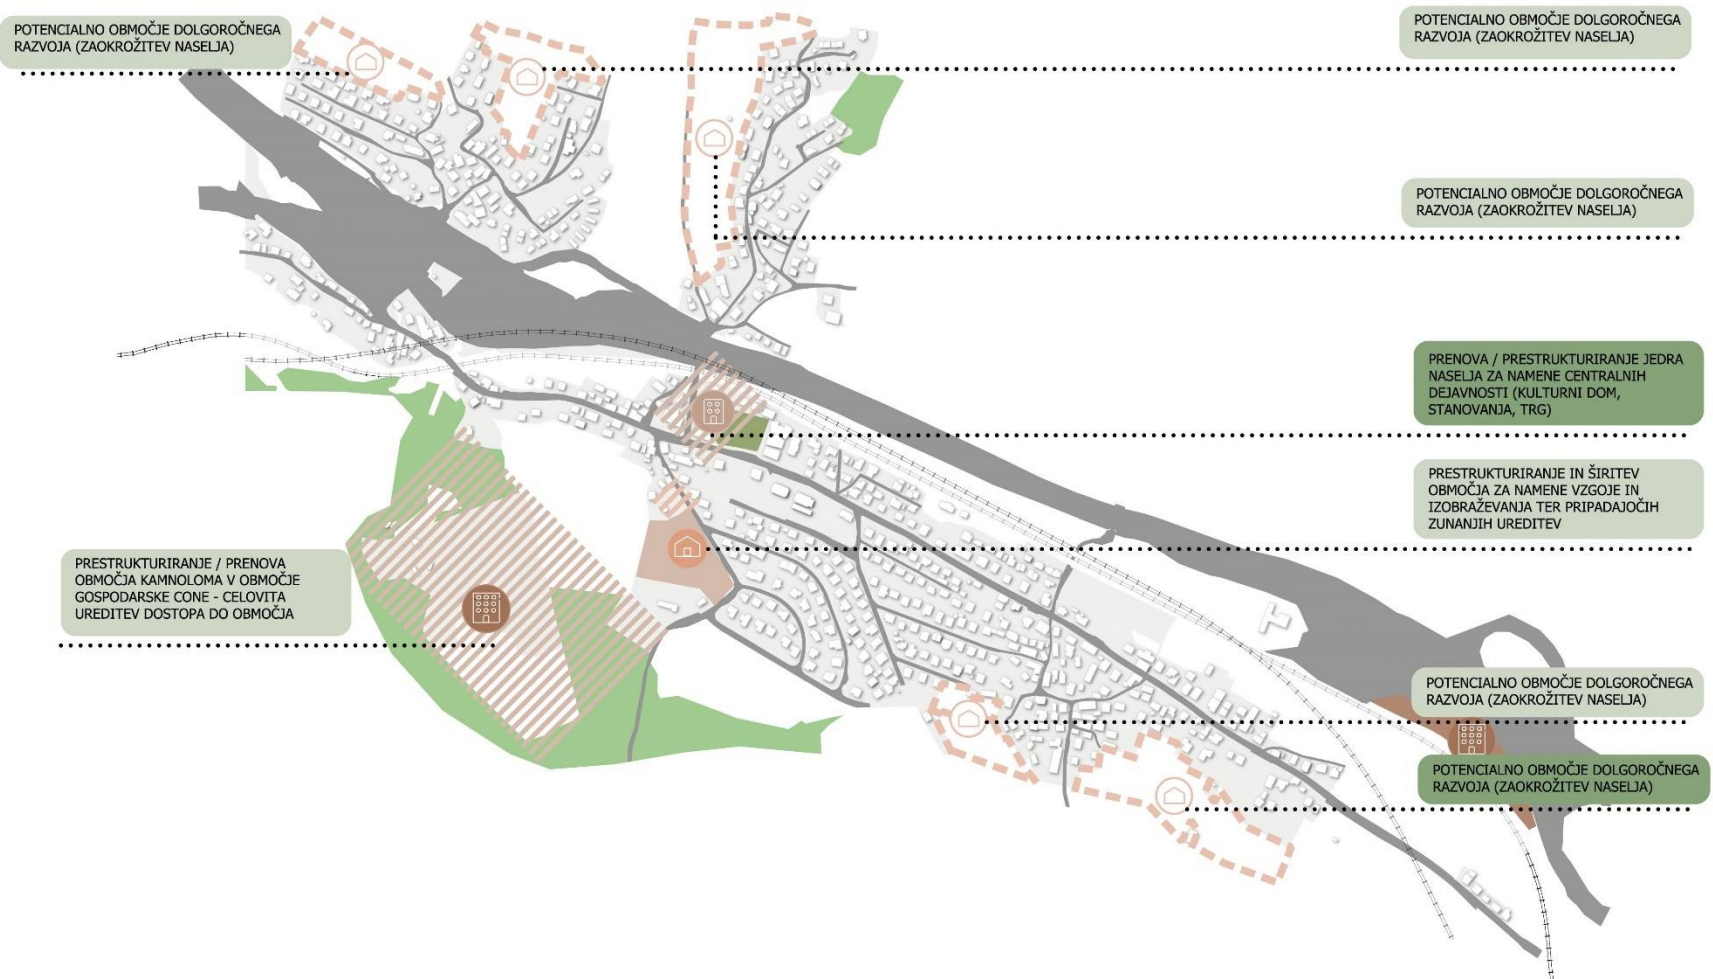 POTENCIALNO OBMOČJE DOLGOROČNEGA
RAZVOJA (ZAOKROŽITEV NASELJA)
POTENCIALNO OBMOČJE DOLGOROČNEGA
RAZVOJA (ZAOKROŽITEV NASELJA)
POTENCIALNO OBMOČJE DOLGOROČNEGA
RAZVOJA (ZAOKROŽITEV NASELJA)
PRENOVA / PRESTRUKTURIRANJE JEDRA
NASELJA ZA NAMENE CENTRALNIH
DEJAVNOSTI (KULTURNI DOM,
STANOVANJA, TRG)
PRESTRUKTURIRANJE IN ŠIRITEV
OBMOČJA ZA NAMENE VZGOJE IN
IZOBRAŽEVANJA TER PRIPADAJOČIH
ZUNANJIH UREDITEV
PRESTRUKTURIRANJE / PRENOVA
OBMOČJA KAMNOLOMA V OBMOČJE
GOSPODARSKE CONE - CELOVITA
UREDITEV DOSTOPA DO OBMOČJA
POTENCIALNO OBMOČJE DOLGOROČNEGA
RAZVOJA (ZAOKROŽITEV NASELJA)
POTENCIALNO OBMOČJE DOLGOROČNEGA
RAZVOJA (ZAOKROŽITEV NASELJA)